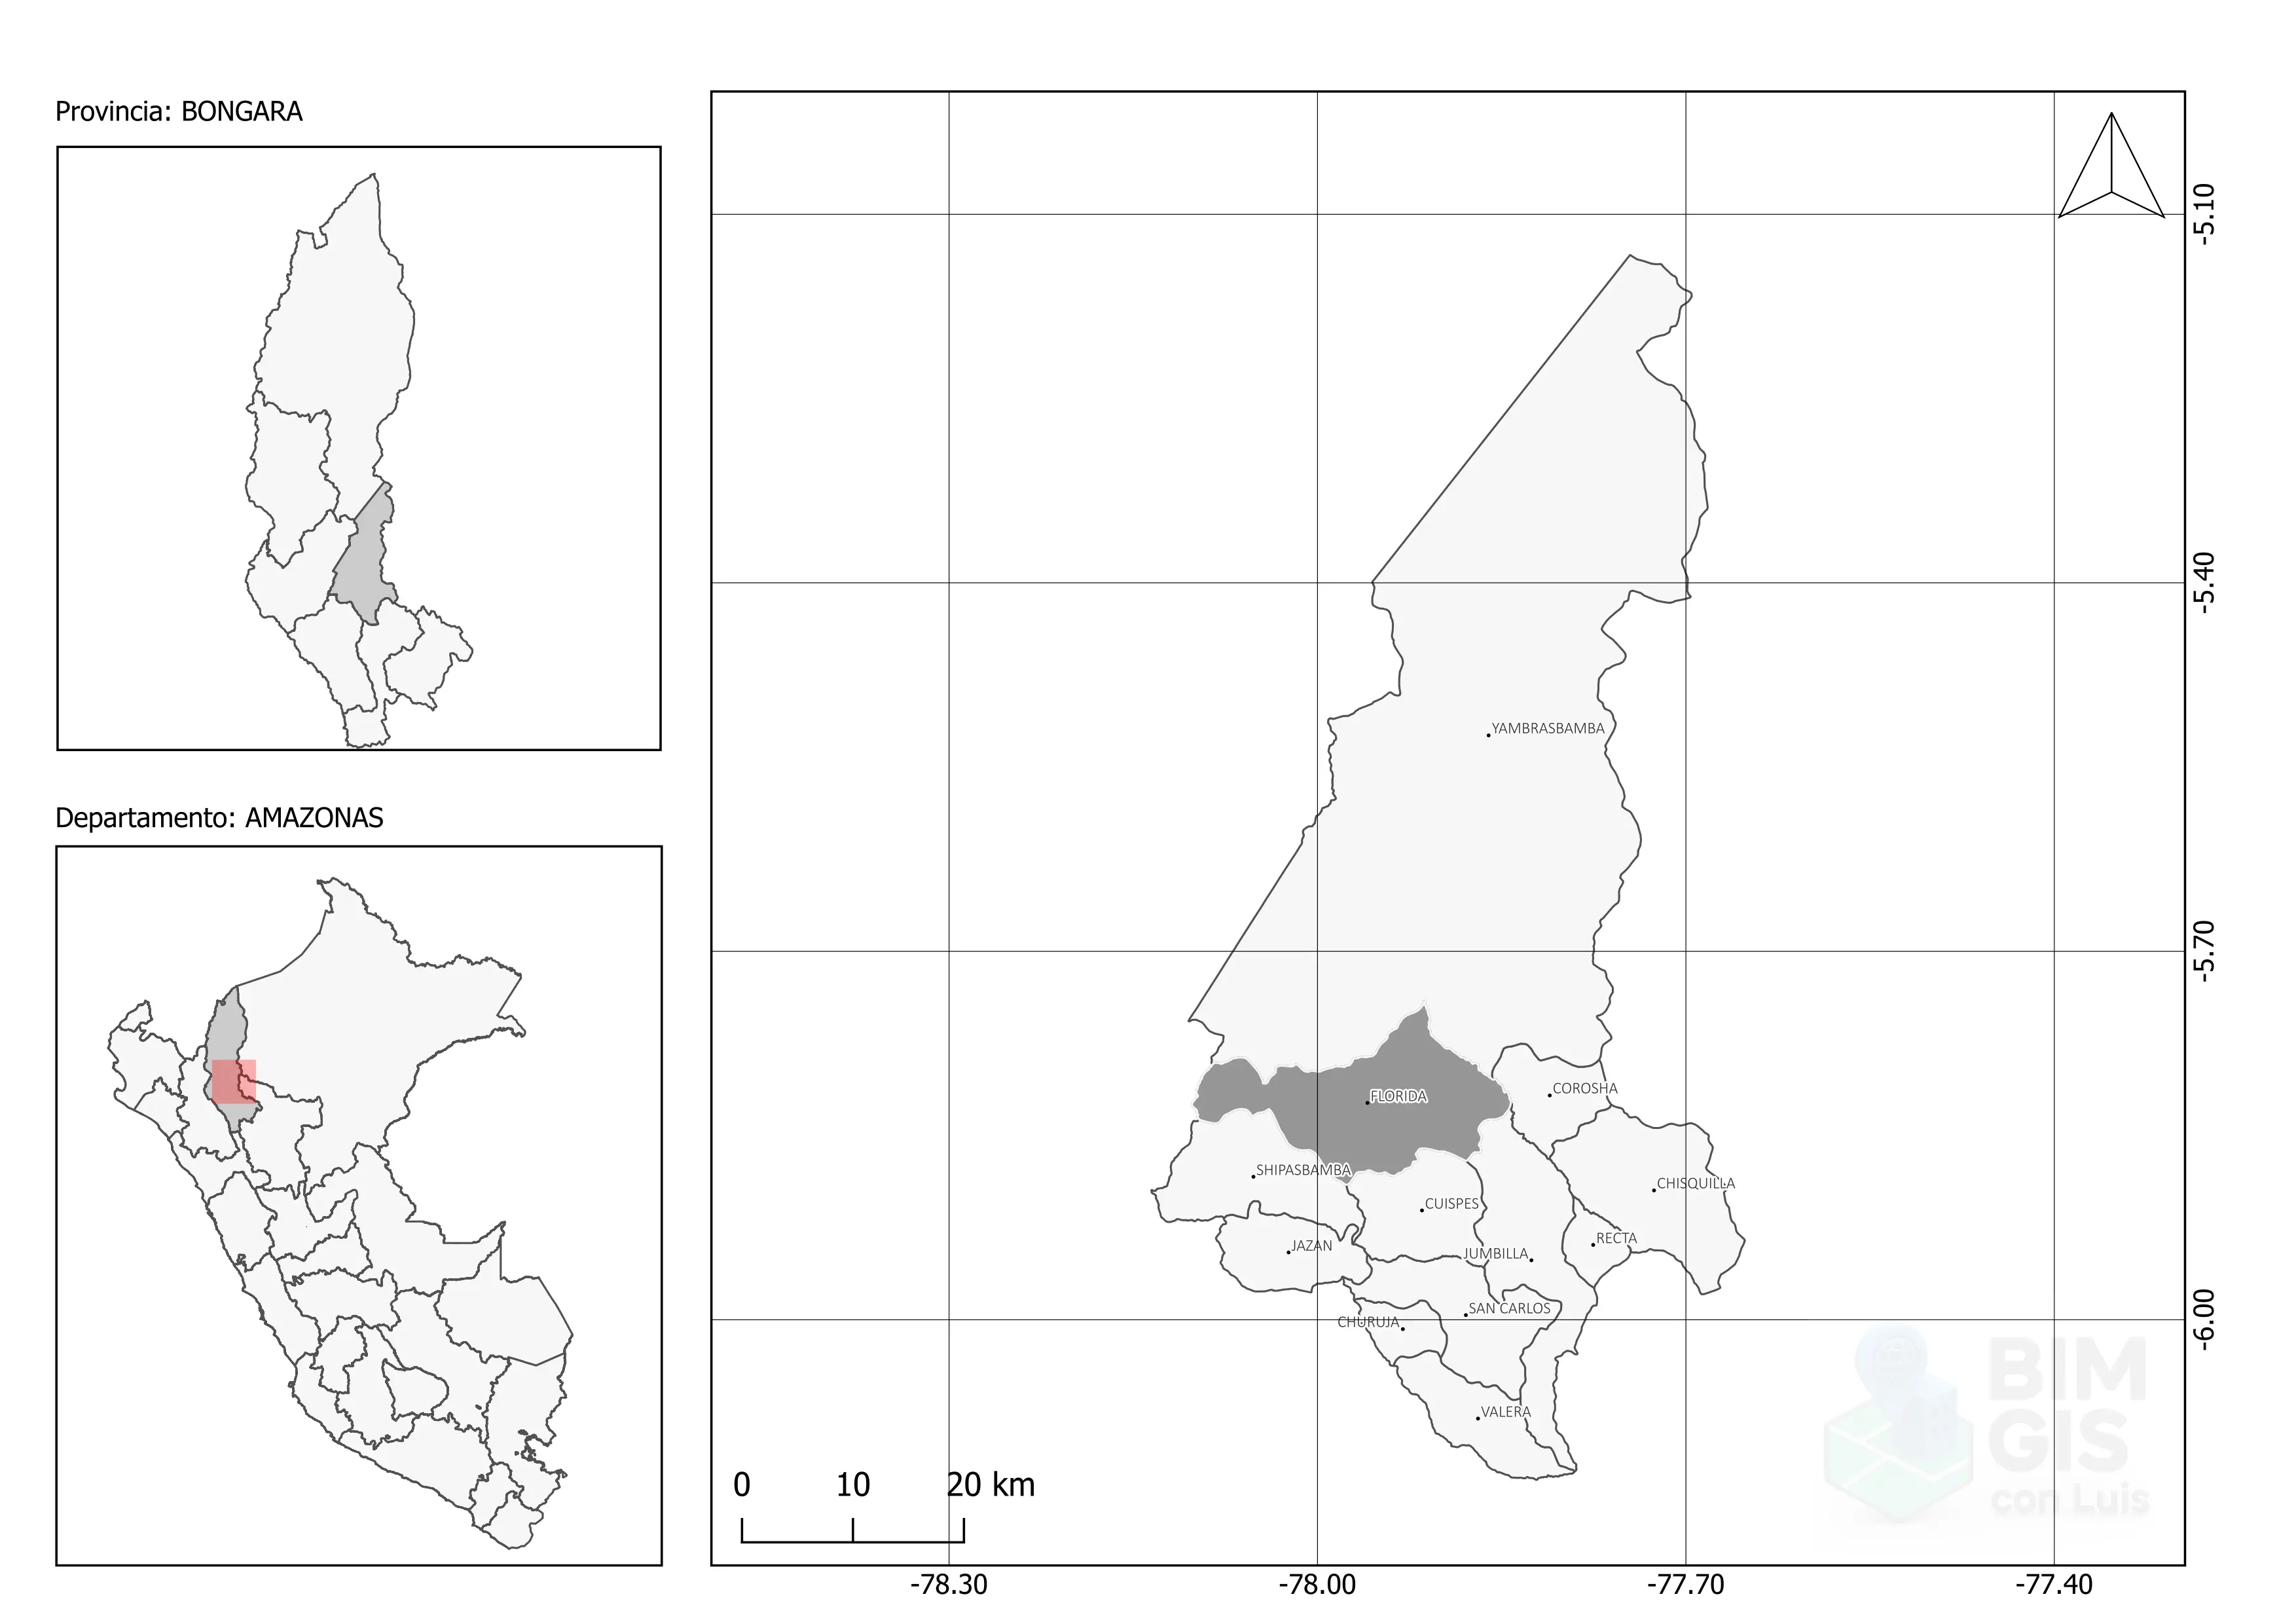 Provincia: BONGARA
Departamento: AMAZONAS
YAMBRASBAMBA
FLORIDA
COROSHA
SHIPASBAMBA
CHISQUILLA
CUISPES
JAZAN
RECTA
JUMBILLA
SAN CARLOS
CHURUJA
VALERA
-5.10
-5.40
-5.70
-6.00
0 10 20 km
-78.30 -78.00 -77.70 -77.40
BIM
GIS
con Luis